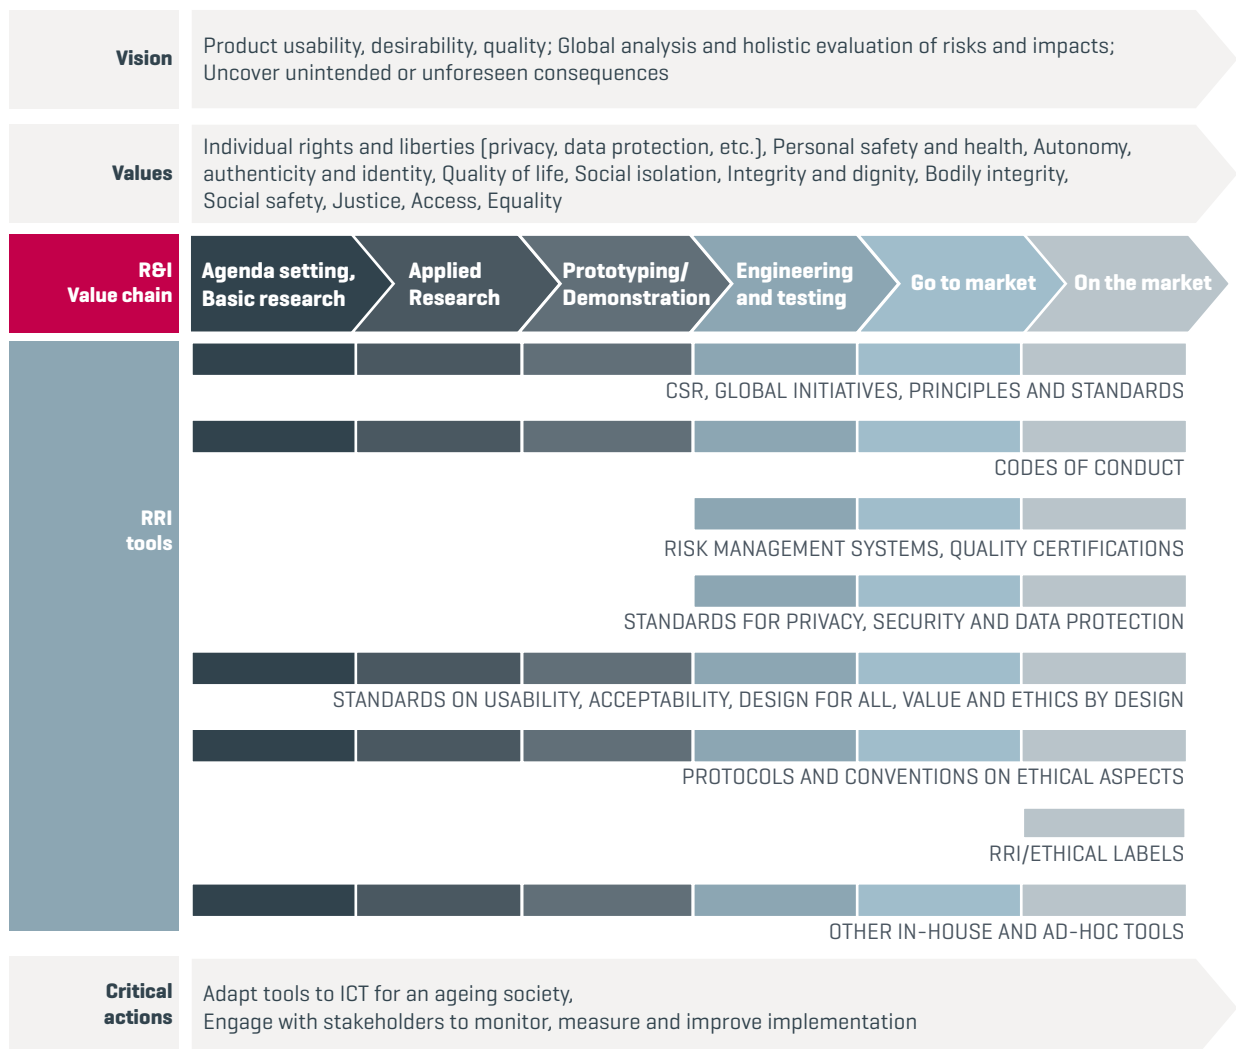 Vision
Product usability, desirability, quality; Global analysis and holistic evaluation of risks and impacts;
Uncover unintended or unforeseen consequences
Values
Individual rights and liberties (privacy, data protection, etc.), Personal safety and health, Autonomy,
authenticity and identity, Quality of life, Social isolation, Integrity and dignity, Bodily integrity,
Social safety, Justice, Access, Equality
R&I
Value chain
Agenda setting,
Basic research
Applied
Research
Prototyping/
Demonstration
Engineering
and testing
Go to market
On the market
RRI
tools
CSR, GLOBAL INITIATIVES, PRINCIPLES AND STANDARDS
CODES OF CONDUCT
RISK MANAGEMENT SYSTEMS, QUALITY CERTIFICATIONS
STANDARDS FOR PRIVACY, SECURITY AND DATA PROTECTION
STANDARDS ON USABILITY, ACCEPTABILITY, DESIGN FOR ALL, VALUE AND ETHICS BY DESIGN
PROTOCOLS AND CONVENTIONS ON ETHICAL ASPECTS
RRI/ETHICAL LABELS
OTHER IN-HOUSE AND AD-HOC TOOLS
Critical
actions
Adapt tools to ICT for an ageing society,
Engage with stakeholders to monitor, measure and improve implementation